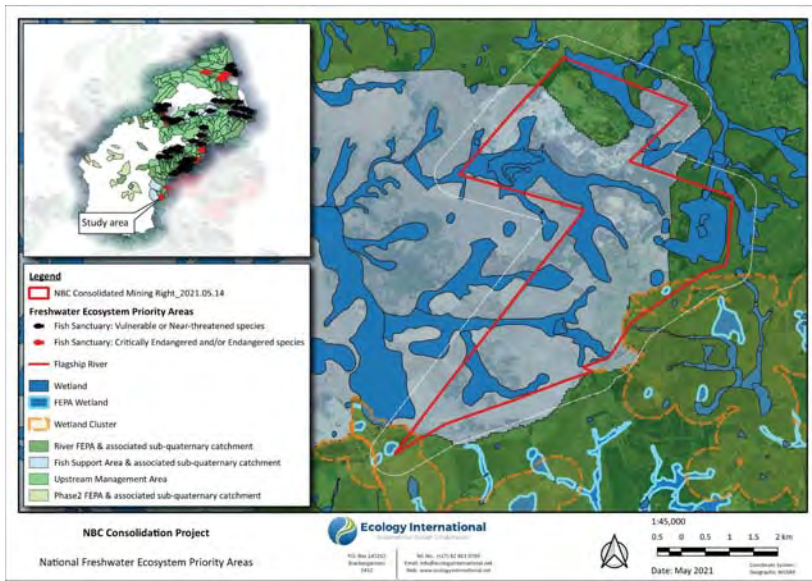 Study area
Legend
NBC Consolidated Mining Right_2021.05.14
Freshwater Ecosystem Priority Areas
Fish Sanctuary: Vulnerable or Near-threatened species
Fish Sanctuary: Critically Endangered and/or Endangered species
Flagship River
Wetland
FEPA Wetland
Wetland Cluster
River FEPA & associated sub-quaternary catchment
Fish Support Area & associated sub-quaternary catchment
Upstream Management Area
Phase2 FEPA & associated sub-quaternary catchment
NBC Consolidation Project
National Freshwater Ecosystem Priority Areas
Ecology International
1:45,000
0.5 0 0.5 1 1.5 2 km
Date: May 2021
Coordinate System: